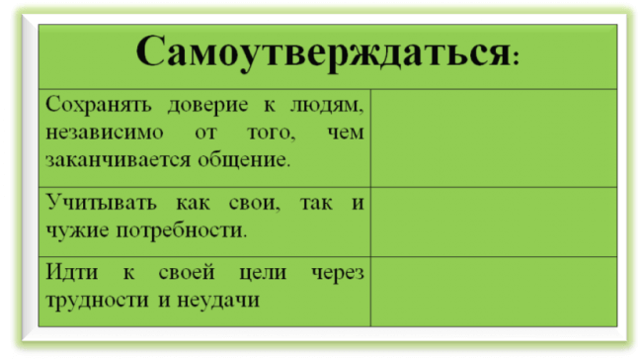 Самоутверждаться:
Сохранять доверие к людям,
независимо от того, чем
заканчивается общение.
Учитывать как свои, так и
чужие потребности.
Идти к своей цели через
трудности и неудачи